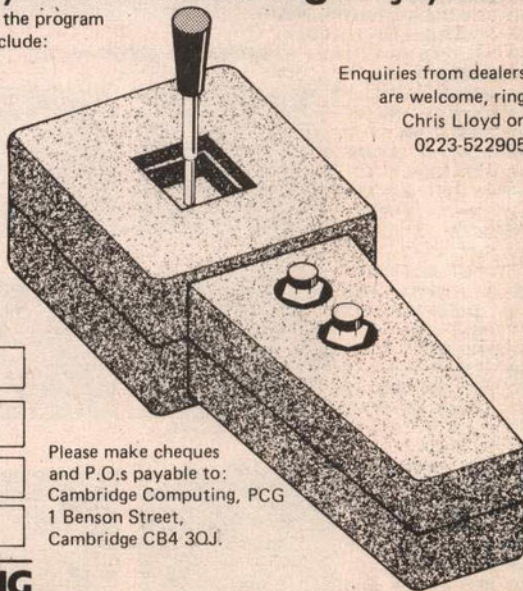 the program
clude:
Enquiries from dealers
are welcome, ring
Chris Lloyd on
0223-522905
Please make cheques
and P.O.s payable to:
Cambridge Computing, PCG
1 Benson Street,
Cambridge CB4 3QJ.
NG